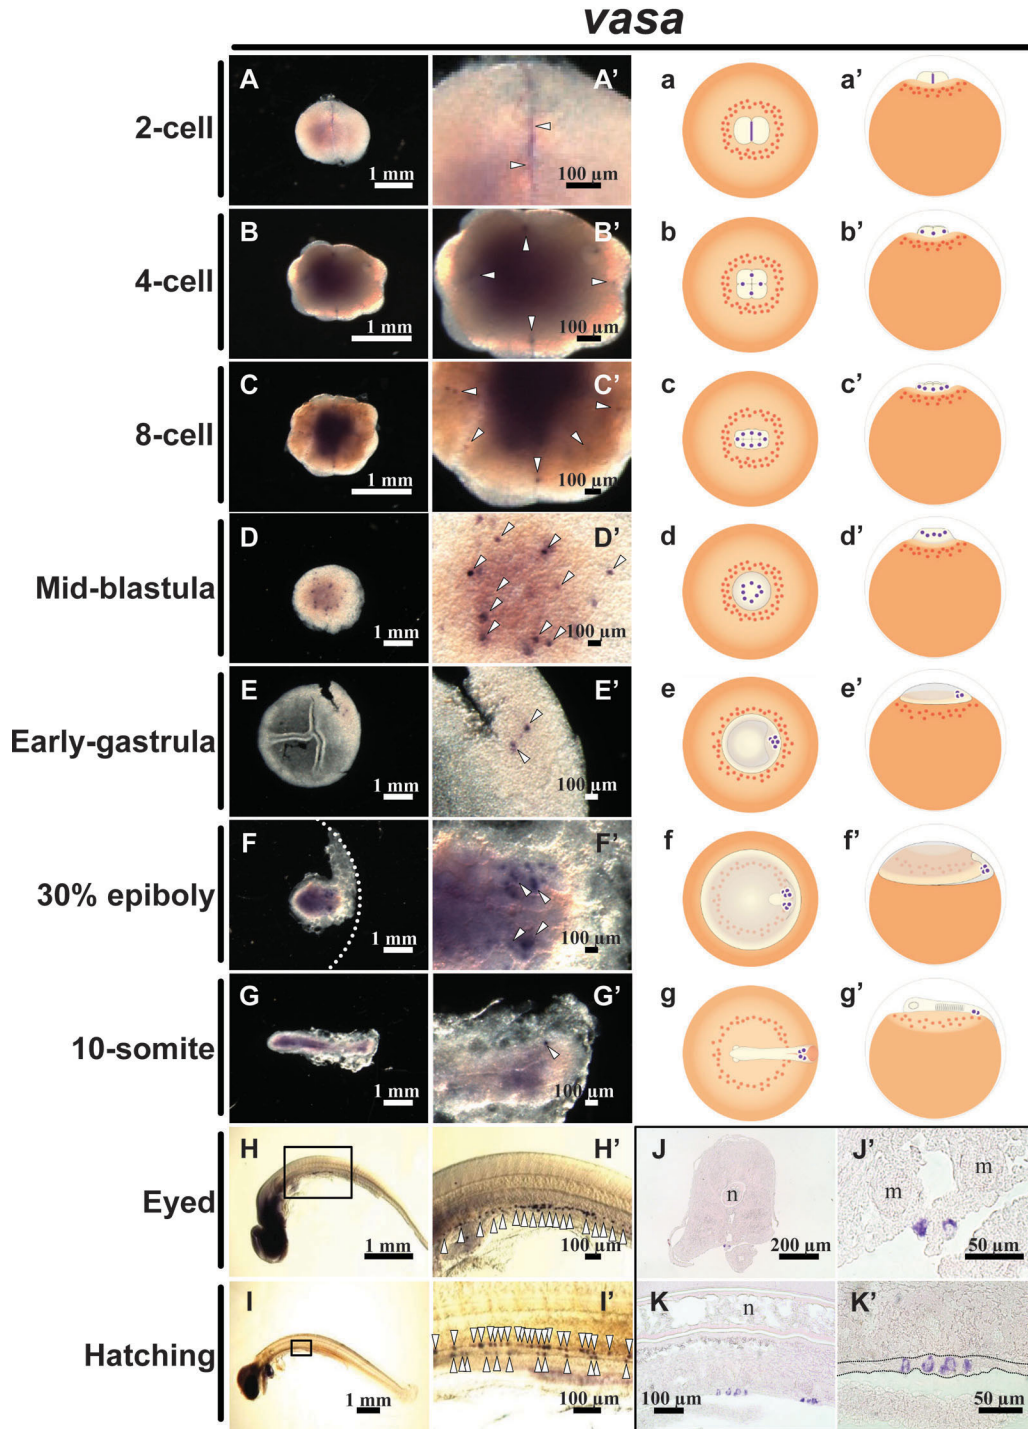 vasa
2-cell
A
1 mm
A’
100 µm
a
a’
4-cell
B
1 mm
B’
100 µm
b
b’
8-cell
C
1 mm
C’
100 µm
c
c’
Mid-blastula
D
1 mm
D’
100 µm
d
d’
Early-gastrula
E
1 mm
E’
100 µm
e
e’
30% epiboly
F
1 mm
F’
100 µm
f
f’
10-somite
G
1 mm
G’
100 µm
g
g’
Eyed
H
1 mm
H’
100 µm
J
n
200 µm
J’
m
m
50 µm
Hatching
I
1 mm
I’
100 µm
K
n
100 µm
K’
50 µm